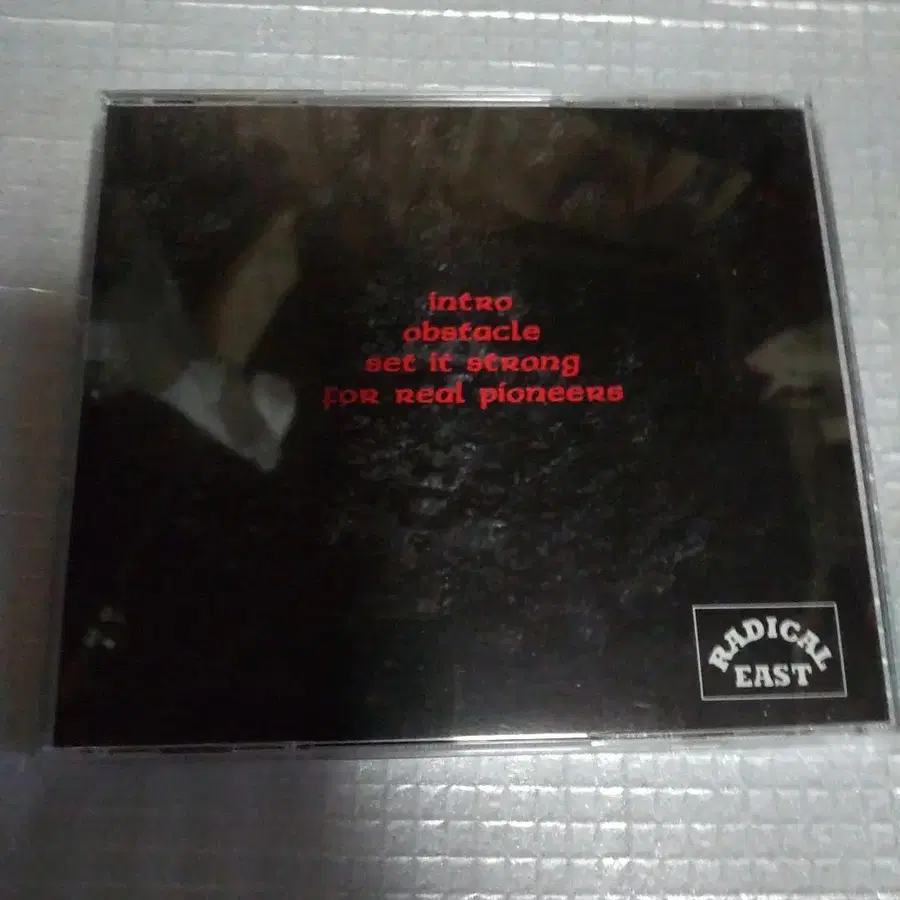 intro
obstacle
set it strong
for real pioneers
RADICAL
EAST